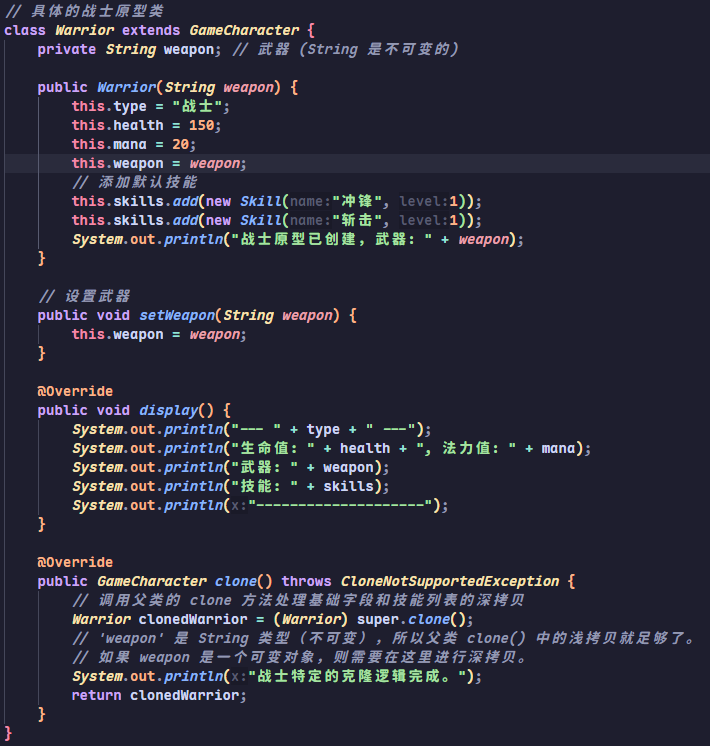 // 具体的战士原型类
class Warrior extends GameCharacter {
private String weapon; // 武器 (String 是不可变的)
public Warrior(String weapon) {
this.type = "战士";
this.health = 150;
this.mana = 20;
this.weapon = weapon;
// 添加默认技能
this.skills.add(new Skill(name:"冲锋", level:1));
this.skills.add(new Skill(name:"斩击", level:1));
System.out.println("战士原型已创建，武器: " + weapon);
}
// 设置武器
public void setWeapon(String weapon) {
this.weapon = weapon;
}
@Override
public void display() {
System.out.println("--- " + type + " ---");
System.out.println("生命值: " + health + ", 法力值: " + mana);
System.out.println("武器: " + weapon);
System.out.println("技能: " + skills);
System.out.println(x:"--------------------");
}
@Override
public GameCharacter clone() throws CloneNotSupportedException {
// 调用父类的 clone 方法处理基础字段和技能列表的深拷贝
Warrior clonedWarrior = (Warrior) super.clone();
// 'weapon' 是 String 类型 (不可变)，所以父类 clone() 中的浅拷贝就足够了。
// 如果 weapon 是一个可变对象，则需要在这里进行深拷贝。
System.out.println(x:"战士特定的克隆逻辑完成。");
return clonedWarrior;
}
}